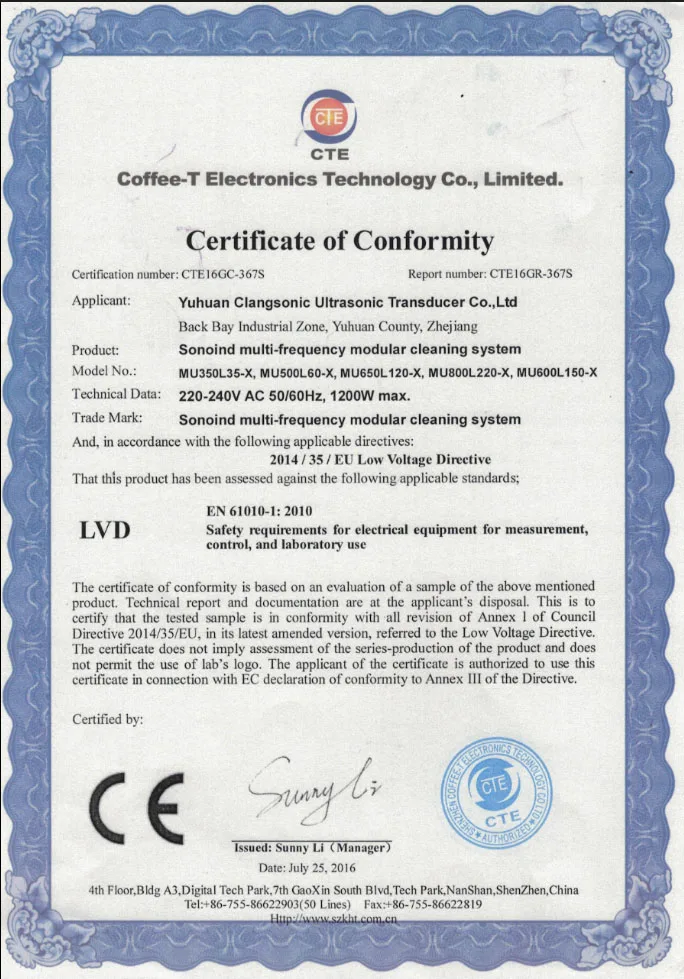 CTE
CTE
Coffee-T Electronics Technology Co., Limited.
Certificate of Conformity
Certification number: CTE16GC-367S Report number: CTE16GR-367S
Applicant: Yuhuan Clangsonic Ultrasonic Transducer Co.,Ltd
Back Bay Industrial Zone, Yuhuan County, Zhejiang
Product: Sonoind multi-frequency modular cleaning system
Model No.: MU350L35-X, MU500L60-X, MU650L120-X, MU800L220-X, MU600L150-X
Technical Data: 220-240V AC 50/60Hz, 1200W max.
Trade Mark: Sonoind multi-frequency modular cleaning system
And, in accordance with the following applicable directives:
2014 / 35 / EU Low Voltage Directive
That this product has been assessed against the following applicable standards;
EN 61010-1: 2010
LVD Safety requirements for electrical equipment for measurement,
control, and laboratory use
The certificate of conformity is based on an evaluation of a sample of the above mentioned
product. Technical report and documentation are at the applicant's disposal. This is to
certify that the tested sample is in conformity with all revision of Annex I of Council
Directive 2014/35/EU, in its latest amended version, referred to the Low Voltage Directive.
The certificate does not imply assessment of the series-production of the product and does
not permit the use of lab's logo. The applicant of the certificate is authorized to use this
certificate in connection with EC declaration of conformity to Annex III of the Directive.
Certified by:
CE
Sunny Li
SHENZHEN COFFEE-T ELECTRONICS TECHNOLOGY CO LTD
CTE
CTE
AUTHORIZED
Issued: Sunny Li (Manager)
Date: July 25, 2016
4th Floor,Bldg A3,Digital Tech Park,7th GaoXin South Blvd,Tech Park,NanShan,ShenZhen,China
Tel:+86-755-86622903(50 Lines) Fax:+86-755-86622819
Http://www.szkht.com.cn